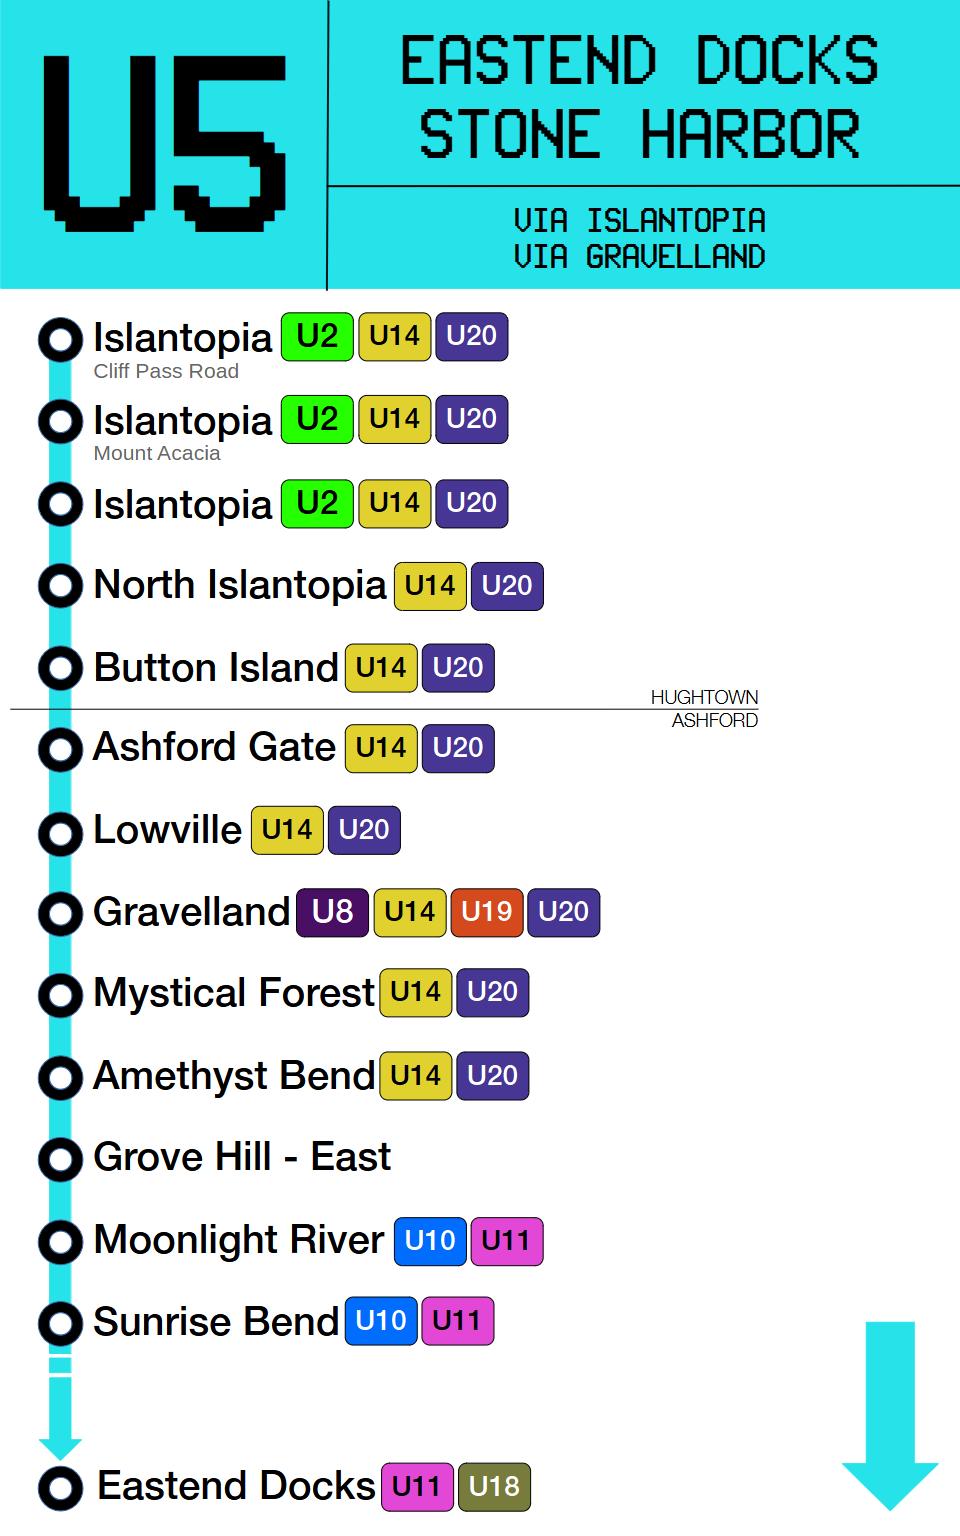 U5
EASTEND DOCKS
STONE HARBOR
VIA ISLANTOPIA
VIA GRAVELLAND
Islantopia U2 U14 U20
Cliff Pass Road
Islantopia U2 U14 U20
Mount Acacia
Islantopia U2 U14 U20
North Islantopia U14 U20
Button Island U14 U20
HUGHTOWN
ASHFORD
Ashford Gate U14 U20
Lowville U14 U20
Gravelland U8 U14 U19 U20
Mystical Forest U14 U20
Amethyst Bend U14 U20
Grove Hill - East
Moonlight River U10 U11
Sunrise Bend U10 U11
Eastend Docks U11 U18